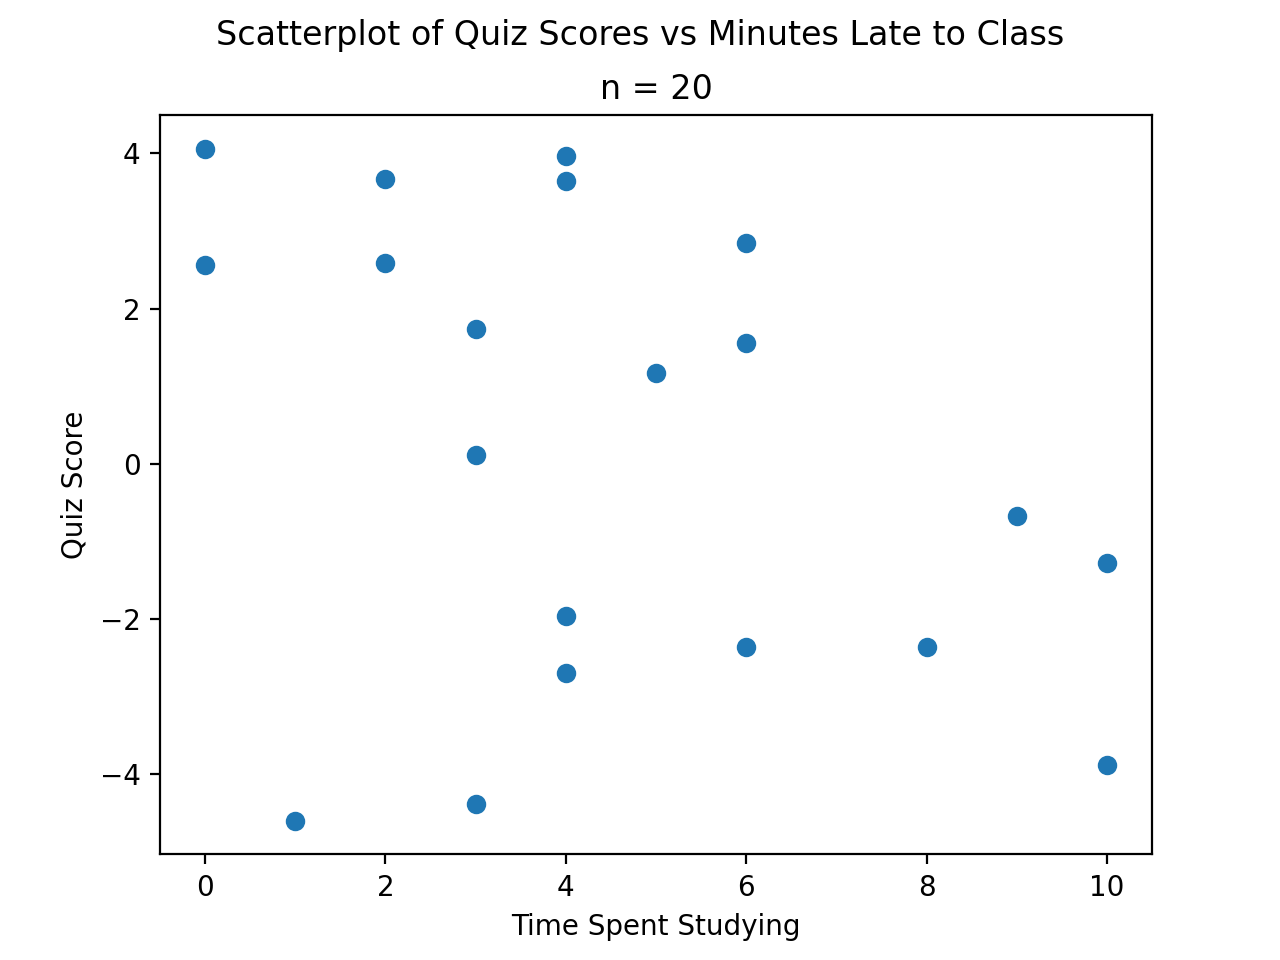 Scatterplot of Quiz Scores vs Minutes Late to Class
n = 20
4
2
0
−2
−4
Quiz Score
0 2 4 6 8 10
Time Spent Studying